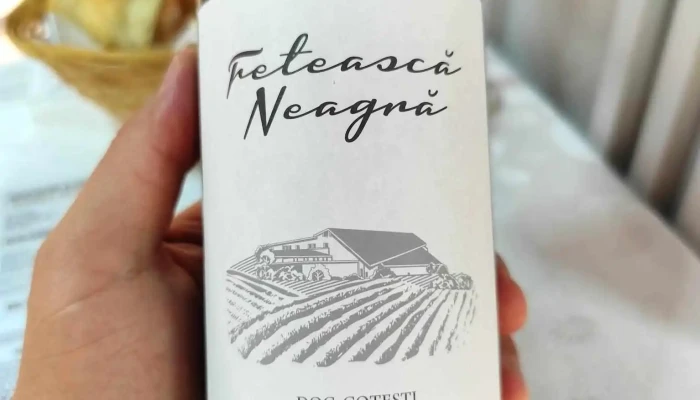 Fetească
Neagră
DOC COTEȘTI